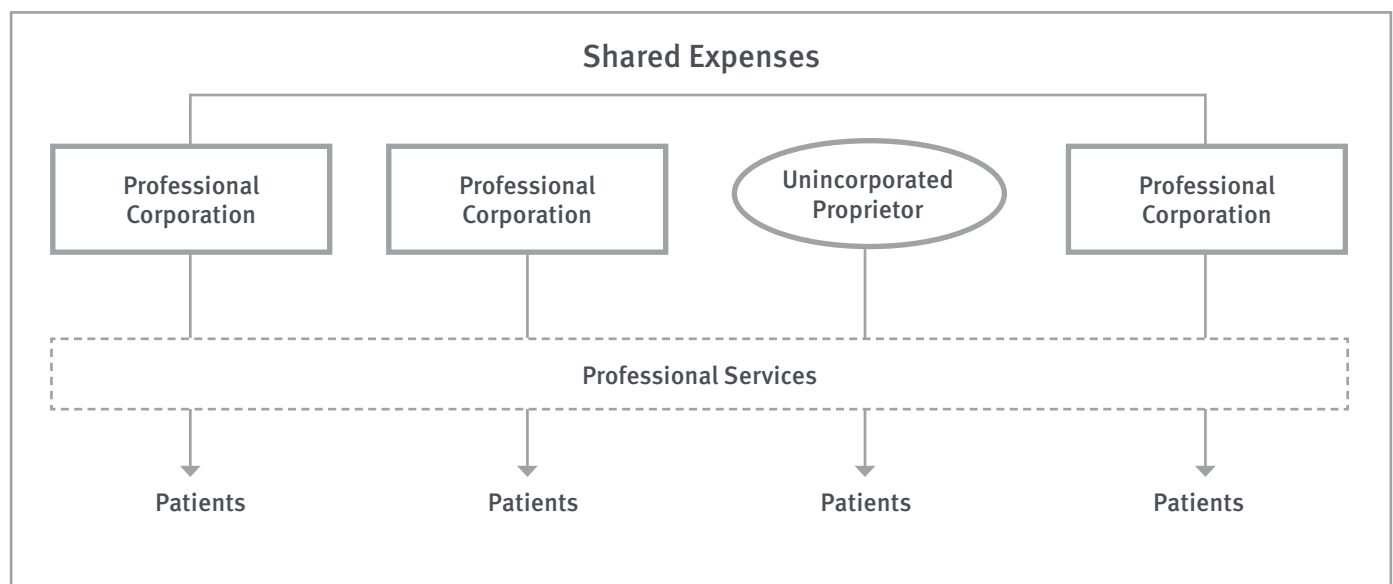 Shared Expenses
Professional
Corporation
Professional
Corporation
Unincorporated
Proprietor
Professional
Corporation
Professional Services
Patients
Patients
Patients
Patients